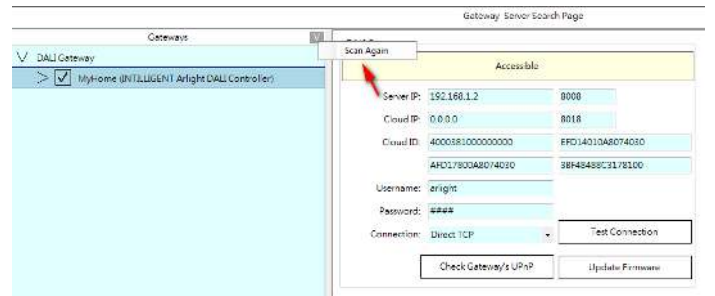 Gateway Server Search Page
Gateways V
Scan Again
V DALI Gateway
> MyHome (INTILLIGENT Arlight DALI Controller)
Accessible
Server IP: 192.168.1.2 8008
Cloud IP: 0.0.0.0 8018
Cloud ID: 4000381000000000 EFD14010A8074030
AFD17800A8074030 3BF48488C3178100
Username: arlight
Password: ####
Connection: Direct TCP Test Connection
Check Gateway's UPnP Update Firmware